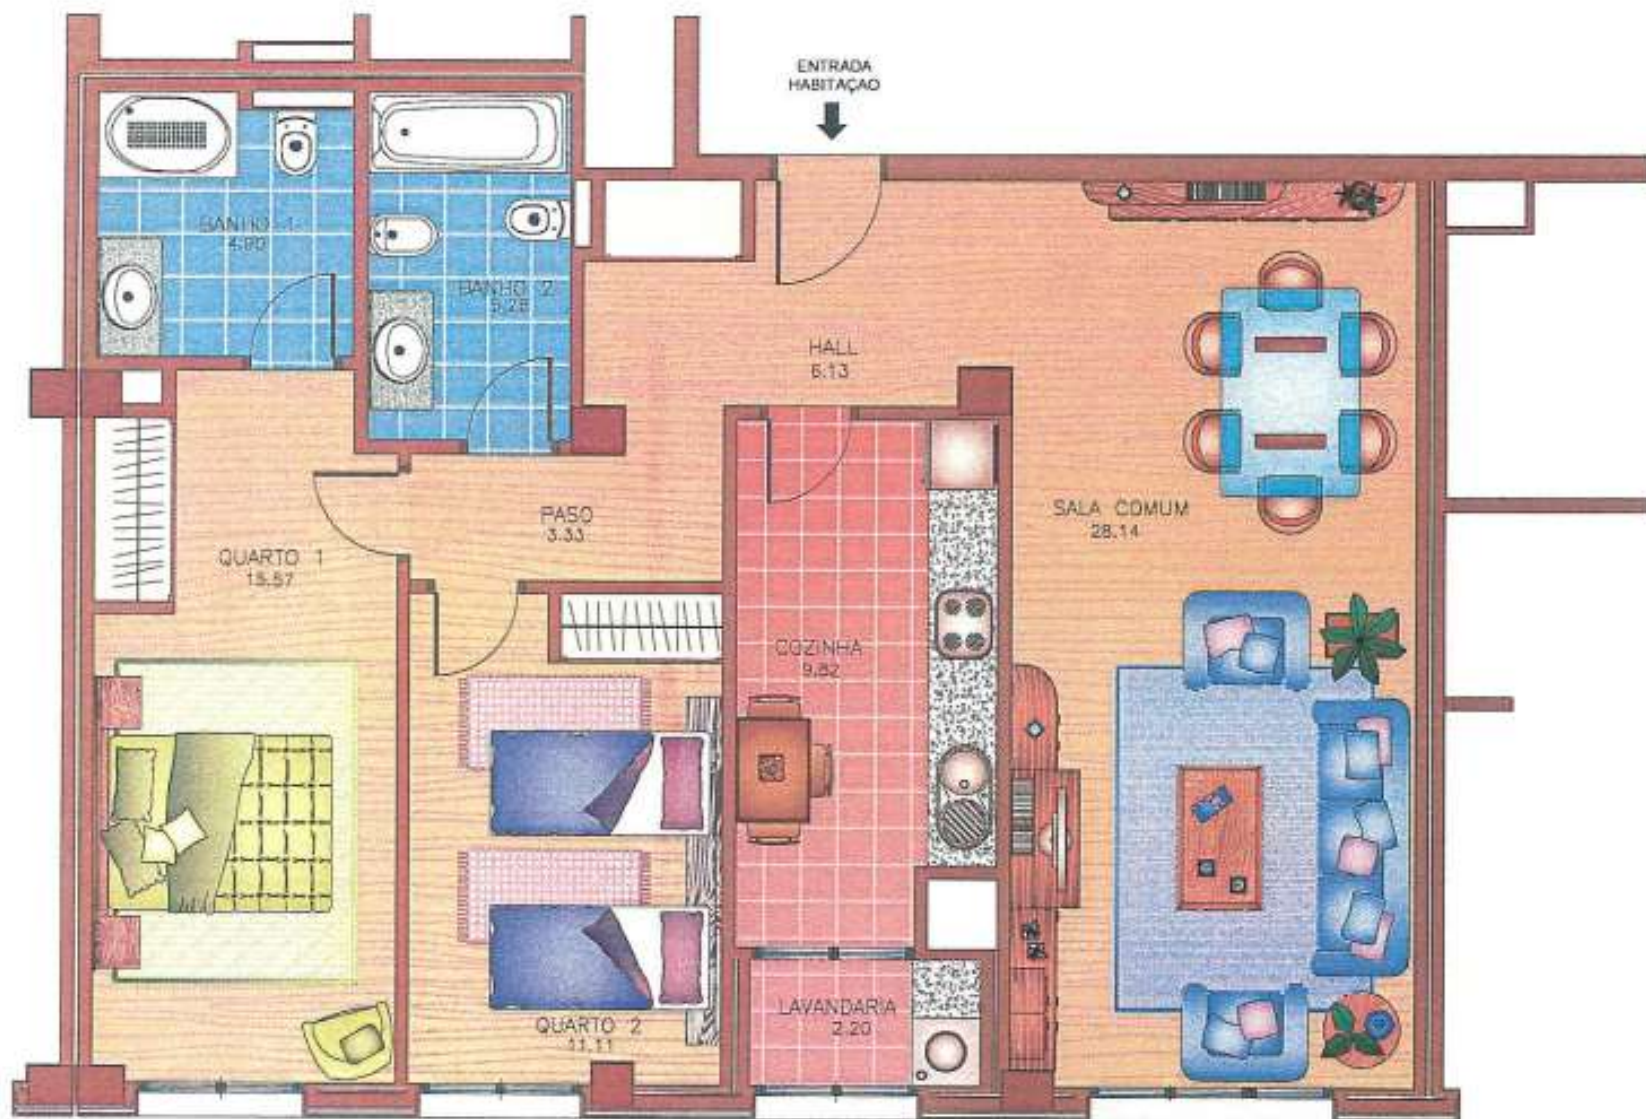 ENTRADA
HABITAÇAO
BANHO 1
4.90
BANHO 2
5.28
HALL
6.13
PASO
3.33
SALA COMUM
28.14
QUARTO 1
15.57
COZINHA
9.82
LAVANDARIA
2.20
QUARTO 2
11.11